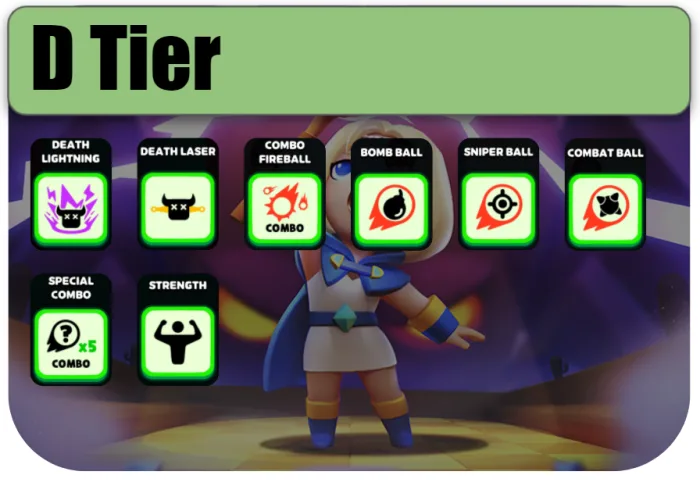 D Tier
DEATH
LIGHTNING
DEATH LASER
COMBO
FIREBALL
COMBO
BOMB BALL
SNIPER BALL
COMBAT BALL
SPECIAL
COMBO
?
x5
COMBO
STRENGTH